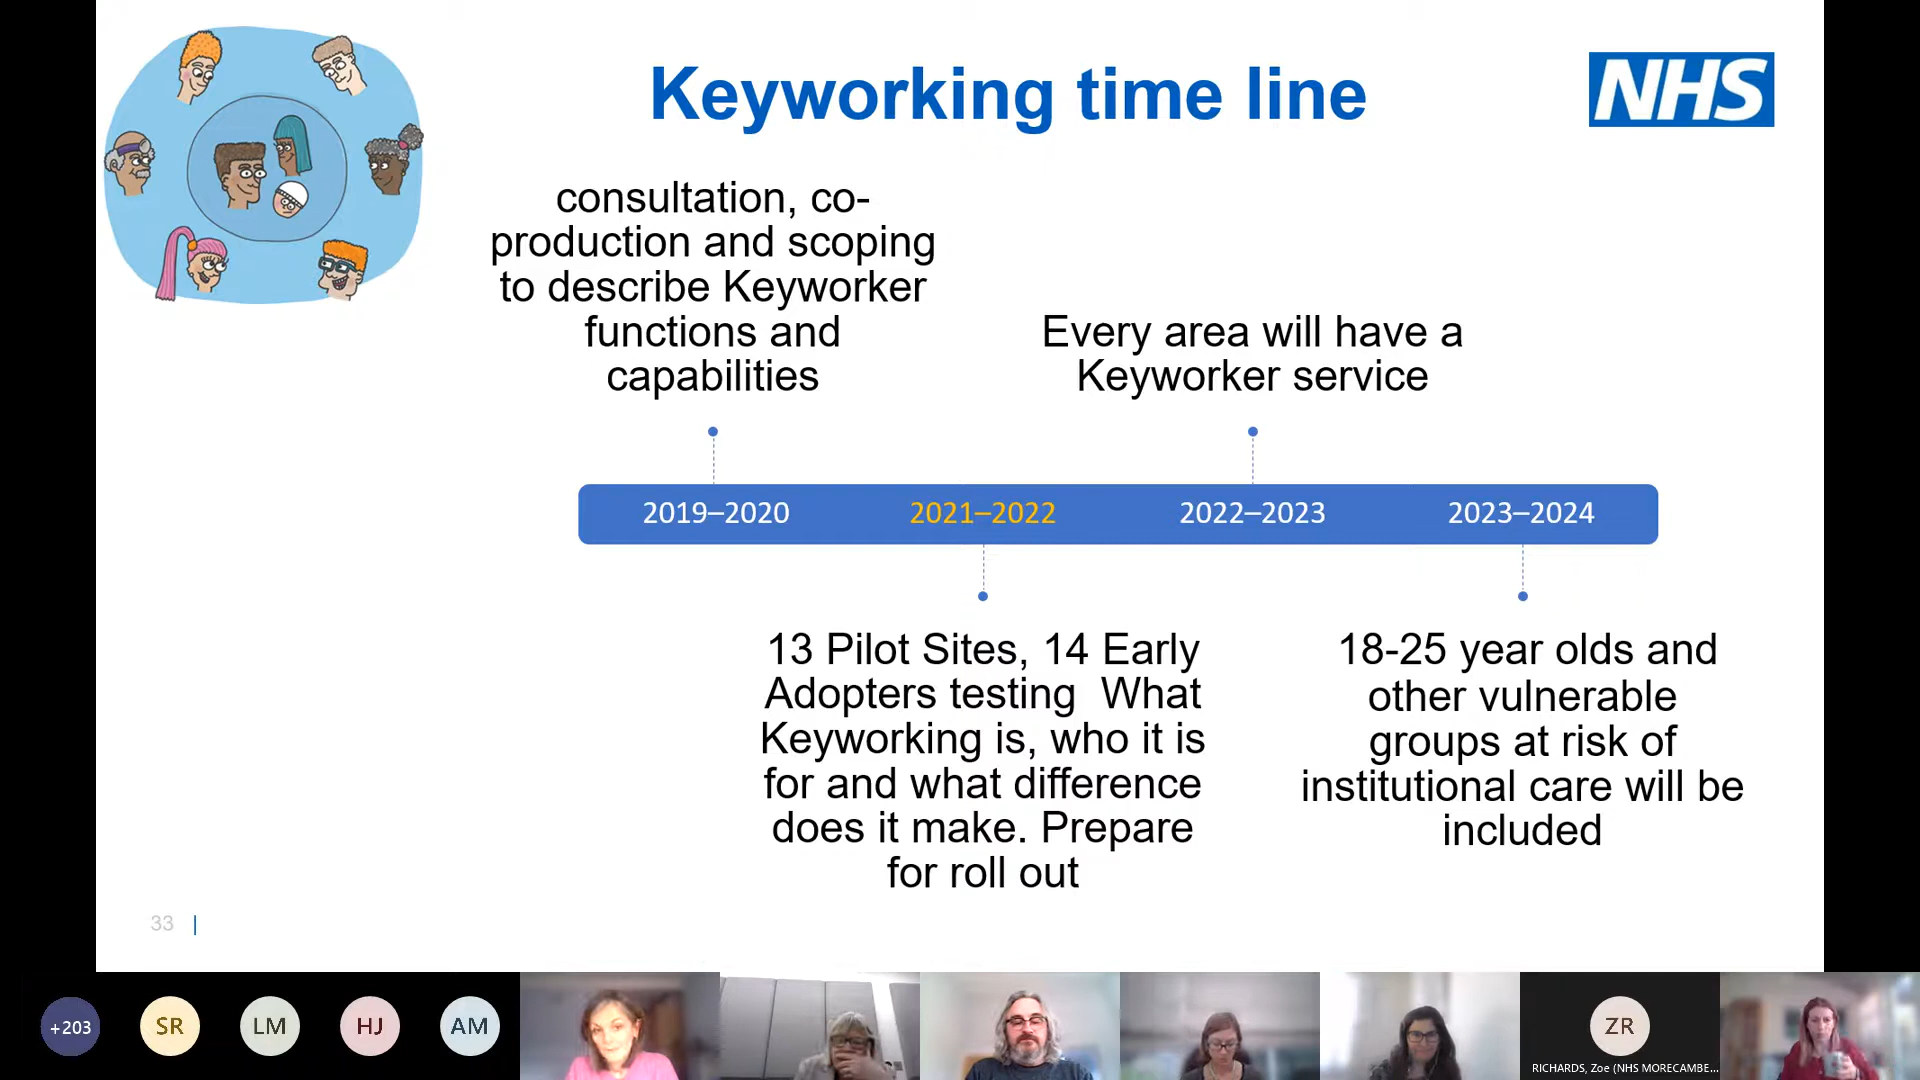 Keyworking time line
NHS
consultation, co-
production and scoping
to describe Keyworker
functions and
capabilities
Every area will have a
Keyworker service
2019–2020
2021–2022
2022–2023
2023–2024
13 Pilot Sites, 14 Early
Adopters testing  What
Keyworking is, who it is
for and what difference
does it make. Prepare
for roll out
18-25 year olds and
other vulnerable
groups at risk of
institutional care will be
included
33
+203
SR
LM
HJ
AM
ZR
RICHARDS, Zoe (NHS MORECAMBE...